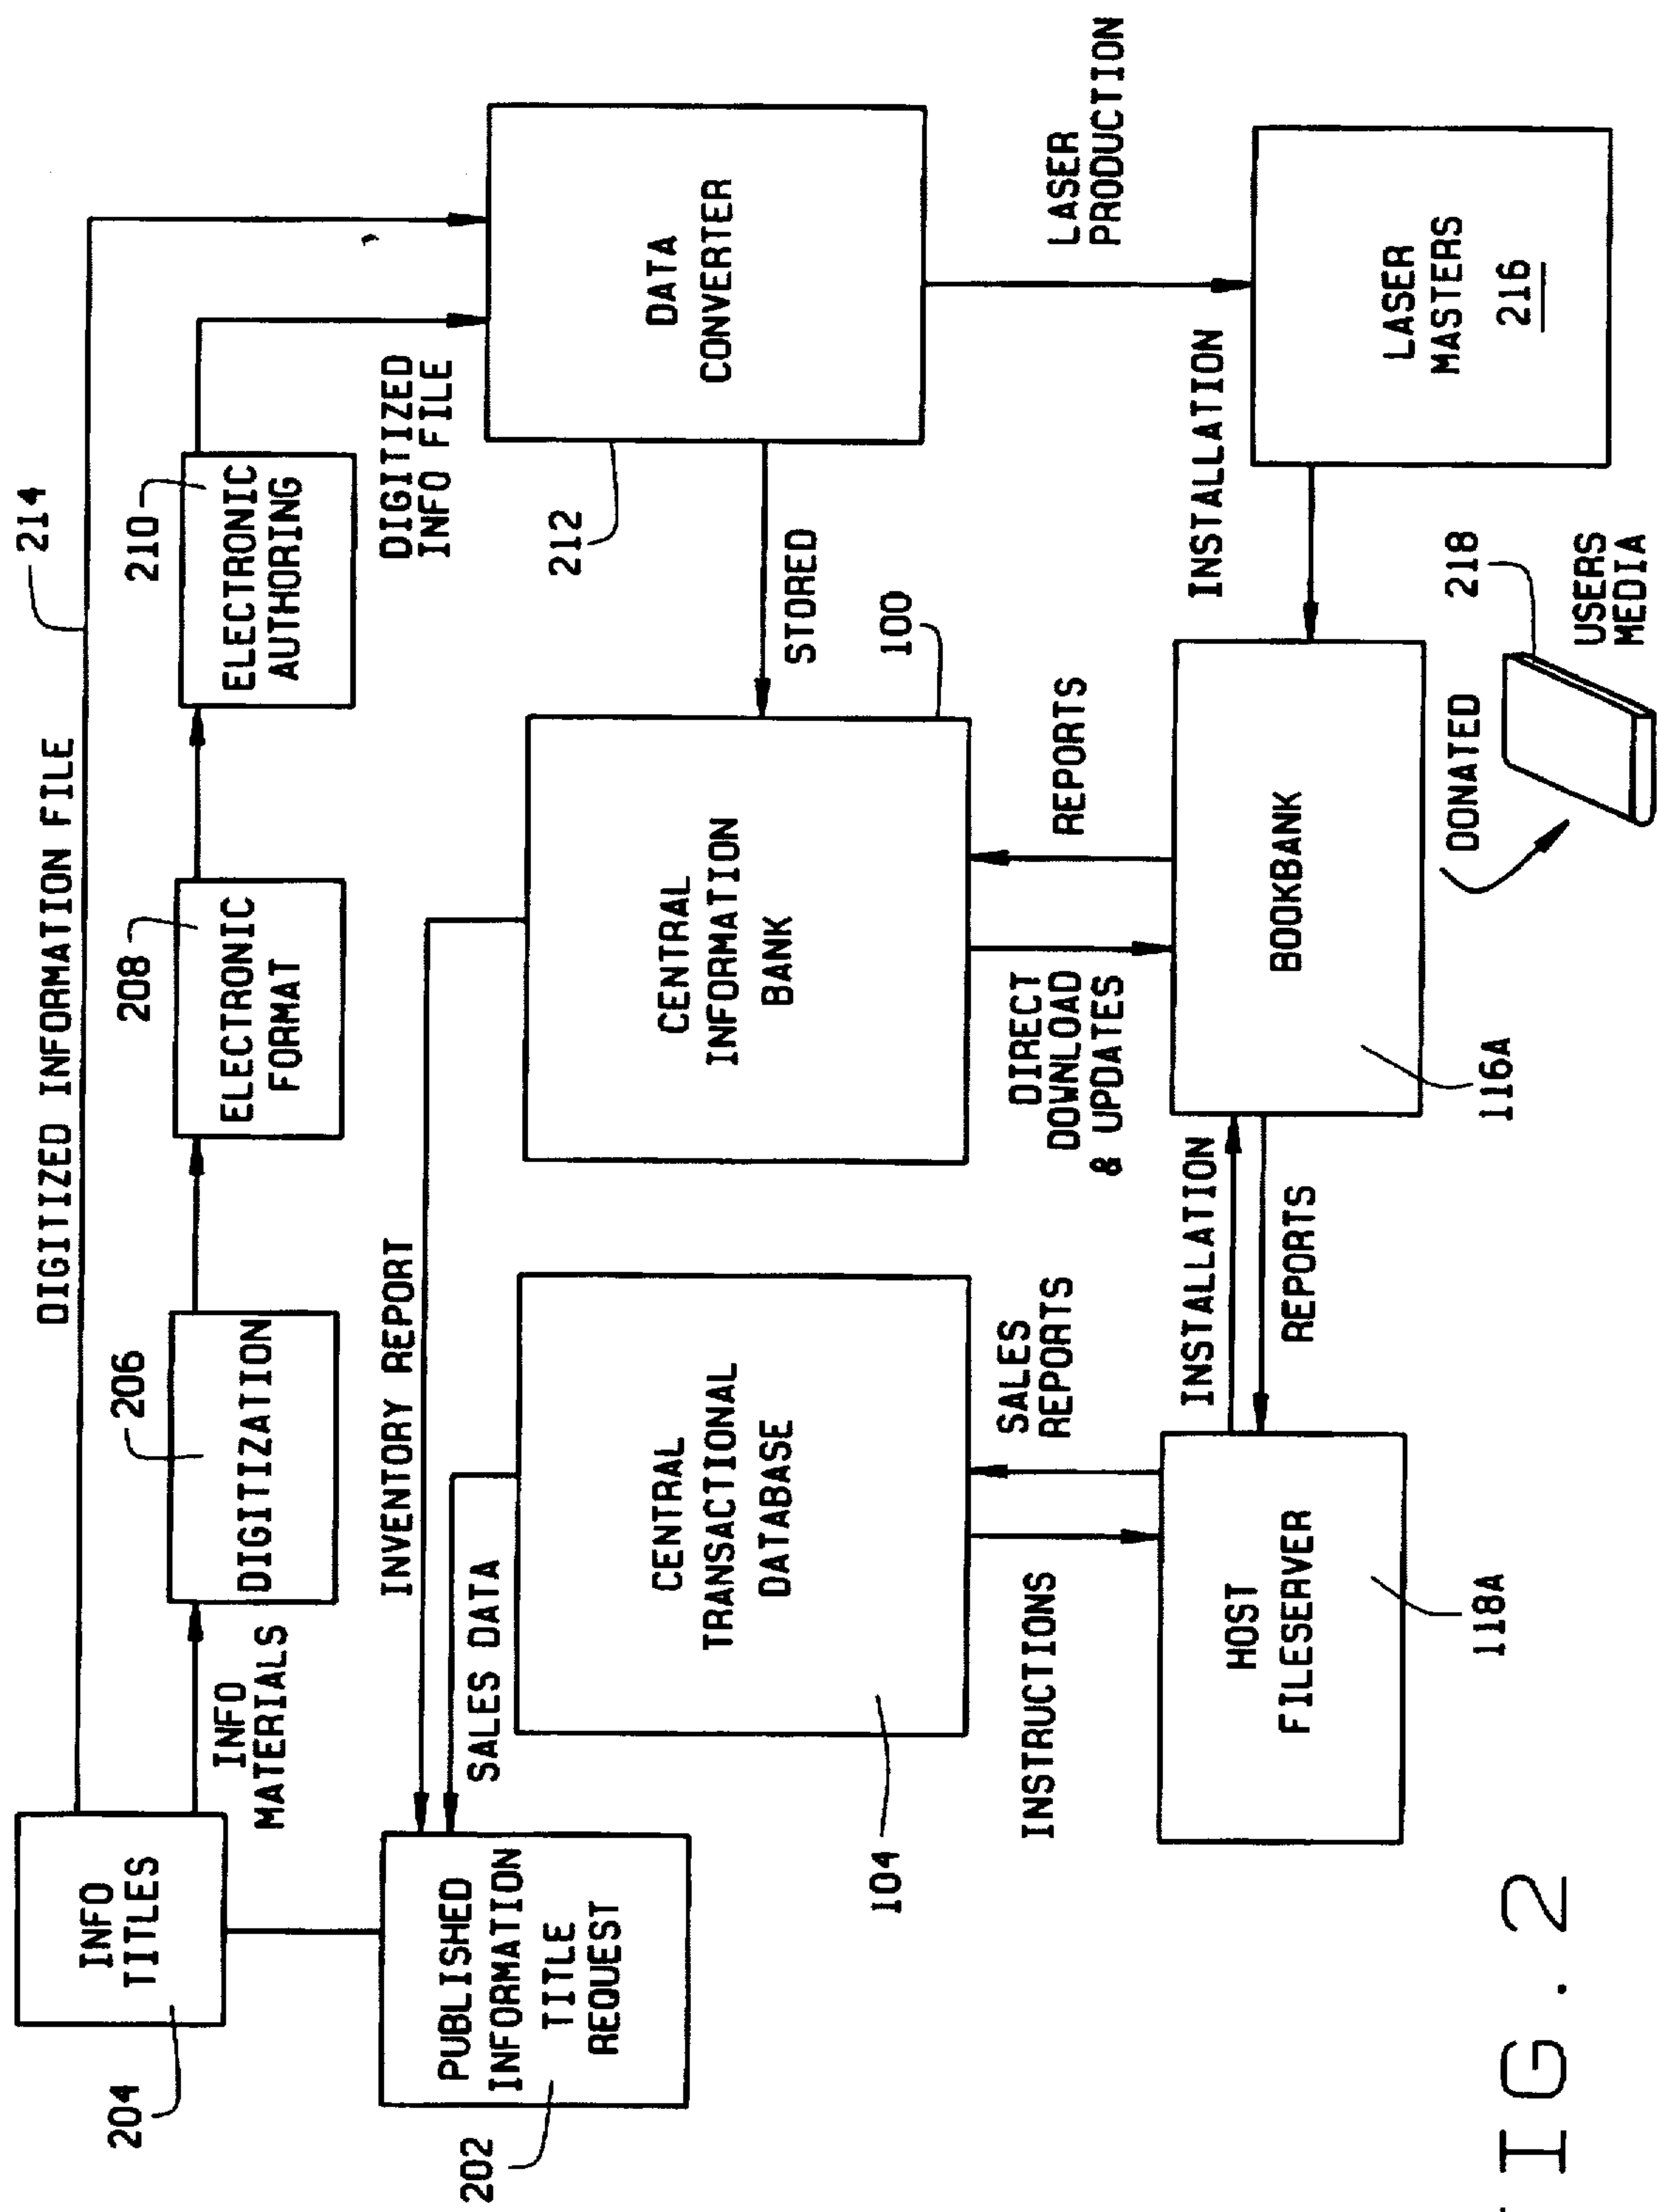 204
INFO
TITLES
DIGITIZED INFORMATION FILE
214
INFO
MATERIALS
206
DIGITIZATION
208
ELECTRONIC
FORMAT
210
ELECTRONIC
AUTHORING
DIGITIZED
INFO FILE
202
PUBLISHED
INFORMATION
TITLE
REQUEST
INVENTORY REPORT
SALES DATA
CENTRAL
TRANSACTIONAL
DATABASE
104
CENTRAL
INFORMATION
BANK
100
STORED
212
DATA
CONVERTER
INSTRUCTIONS
SALES
REPORTS
DIRECT
DOWNLOAD
& UPDATES
REPORTS
LASER
PRODUCTION
HOST
FILESERVER
118A
INSTALLATION
REPORTS
BOOKBANK
116A
INSTALLATION
LASER
MASTERS
216
DONATED
218
USERS
MEDIA
IG. 2